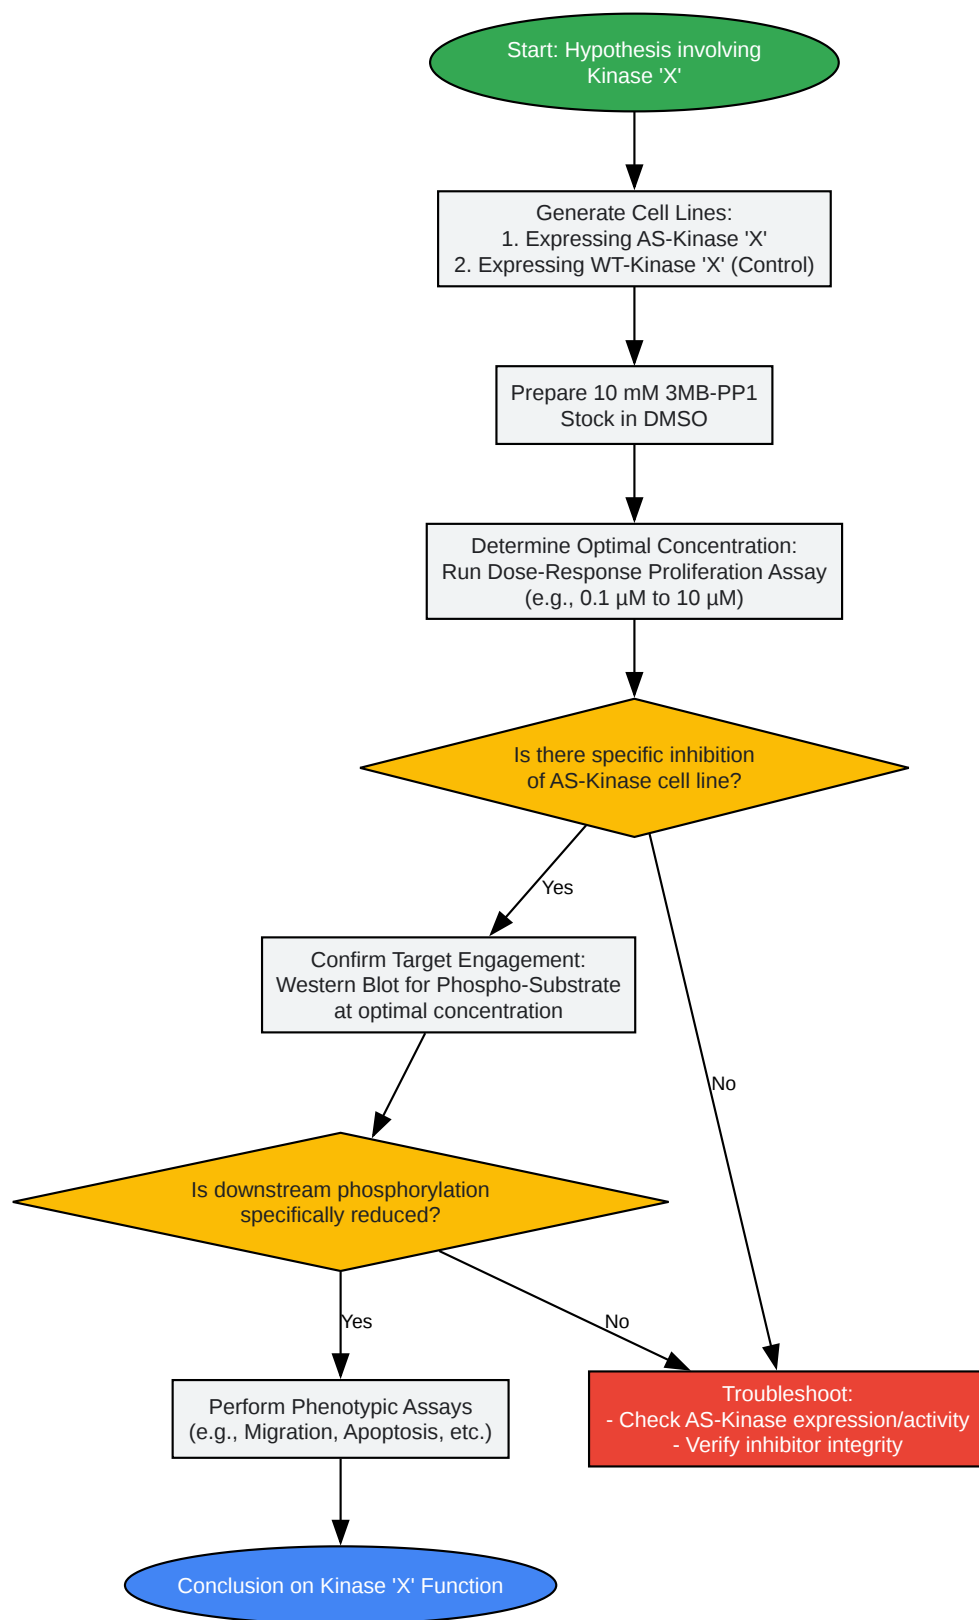 Start: Hypothesis involving
Kinase 'X'
Generate Cell Lines:
1. Expressing AS-Kinase 'X'
2. Expressing WT-Kinase 'X' (Control)
Prepare 10 mM 3MB-PP1
Stock in DMSO
Determine Optimal Concentration:
Run Dose-Response Proliferation Assay
(e.g., 0.1 µM to 10 µM)
Is there specific inhibition
of AS-Kinase cell line?
Yes
Confirm Target Engagement:
Western Blot for Phospho-Substrate
at optimal concentration
No
Is downstream phosphorylation
specifically reduced?
Yes
No
Perform Phenotypic Assays
(e.g., Migration, Apoptosis, etc.)
Troubleshoot:
- Check AS-Kinase expression/activity
- Verify inhibitor integrity
Conclusion on Kinase 'X' Function